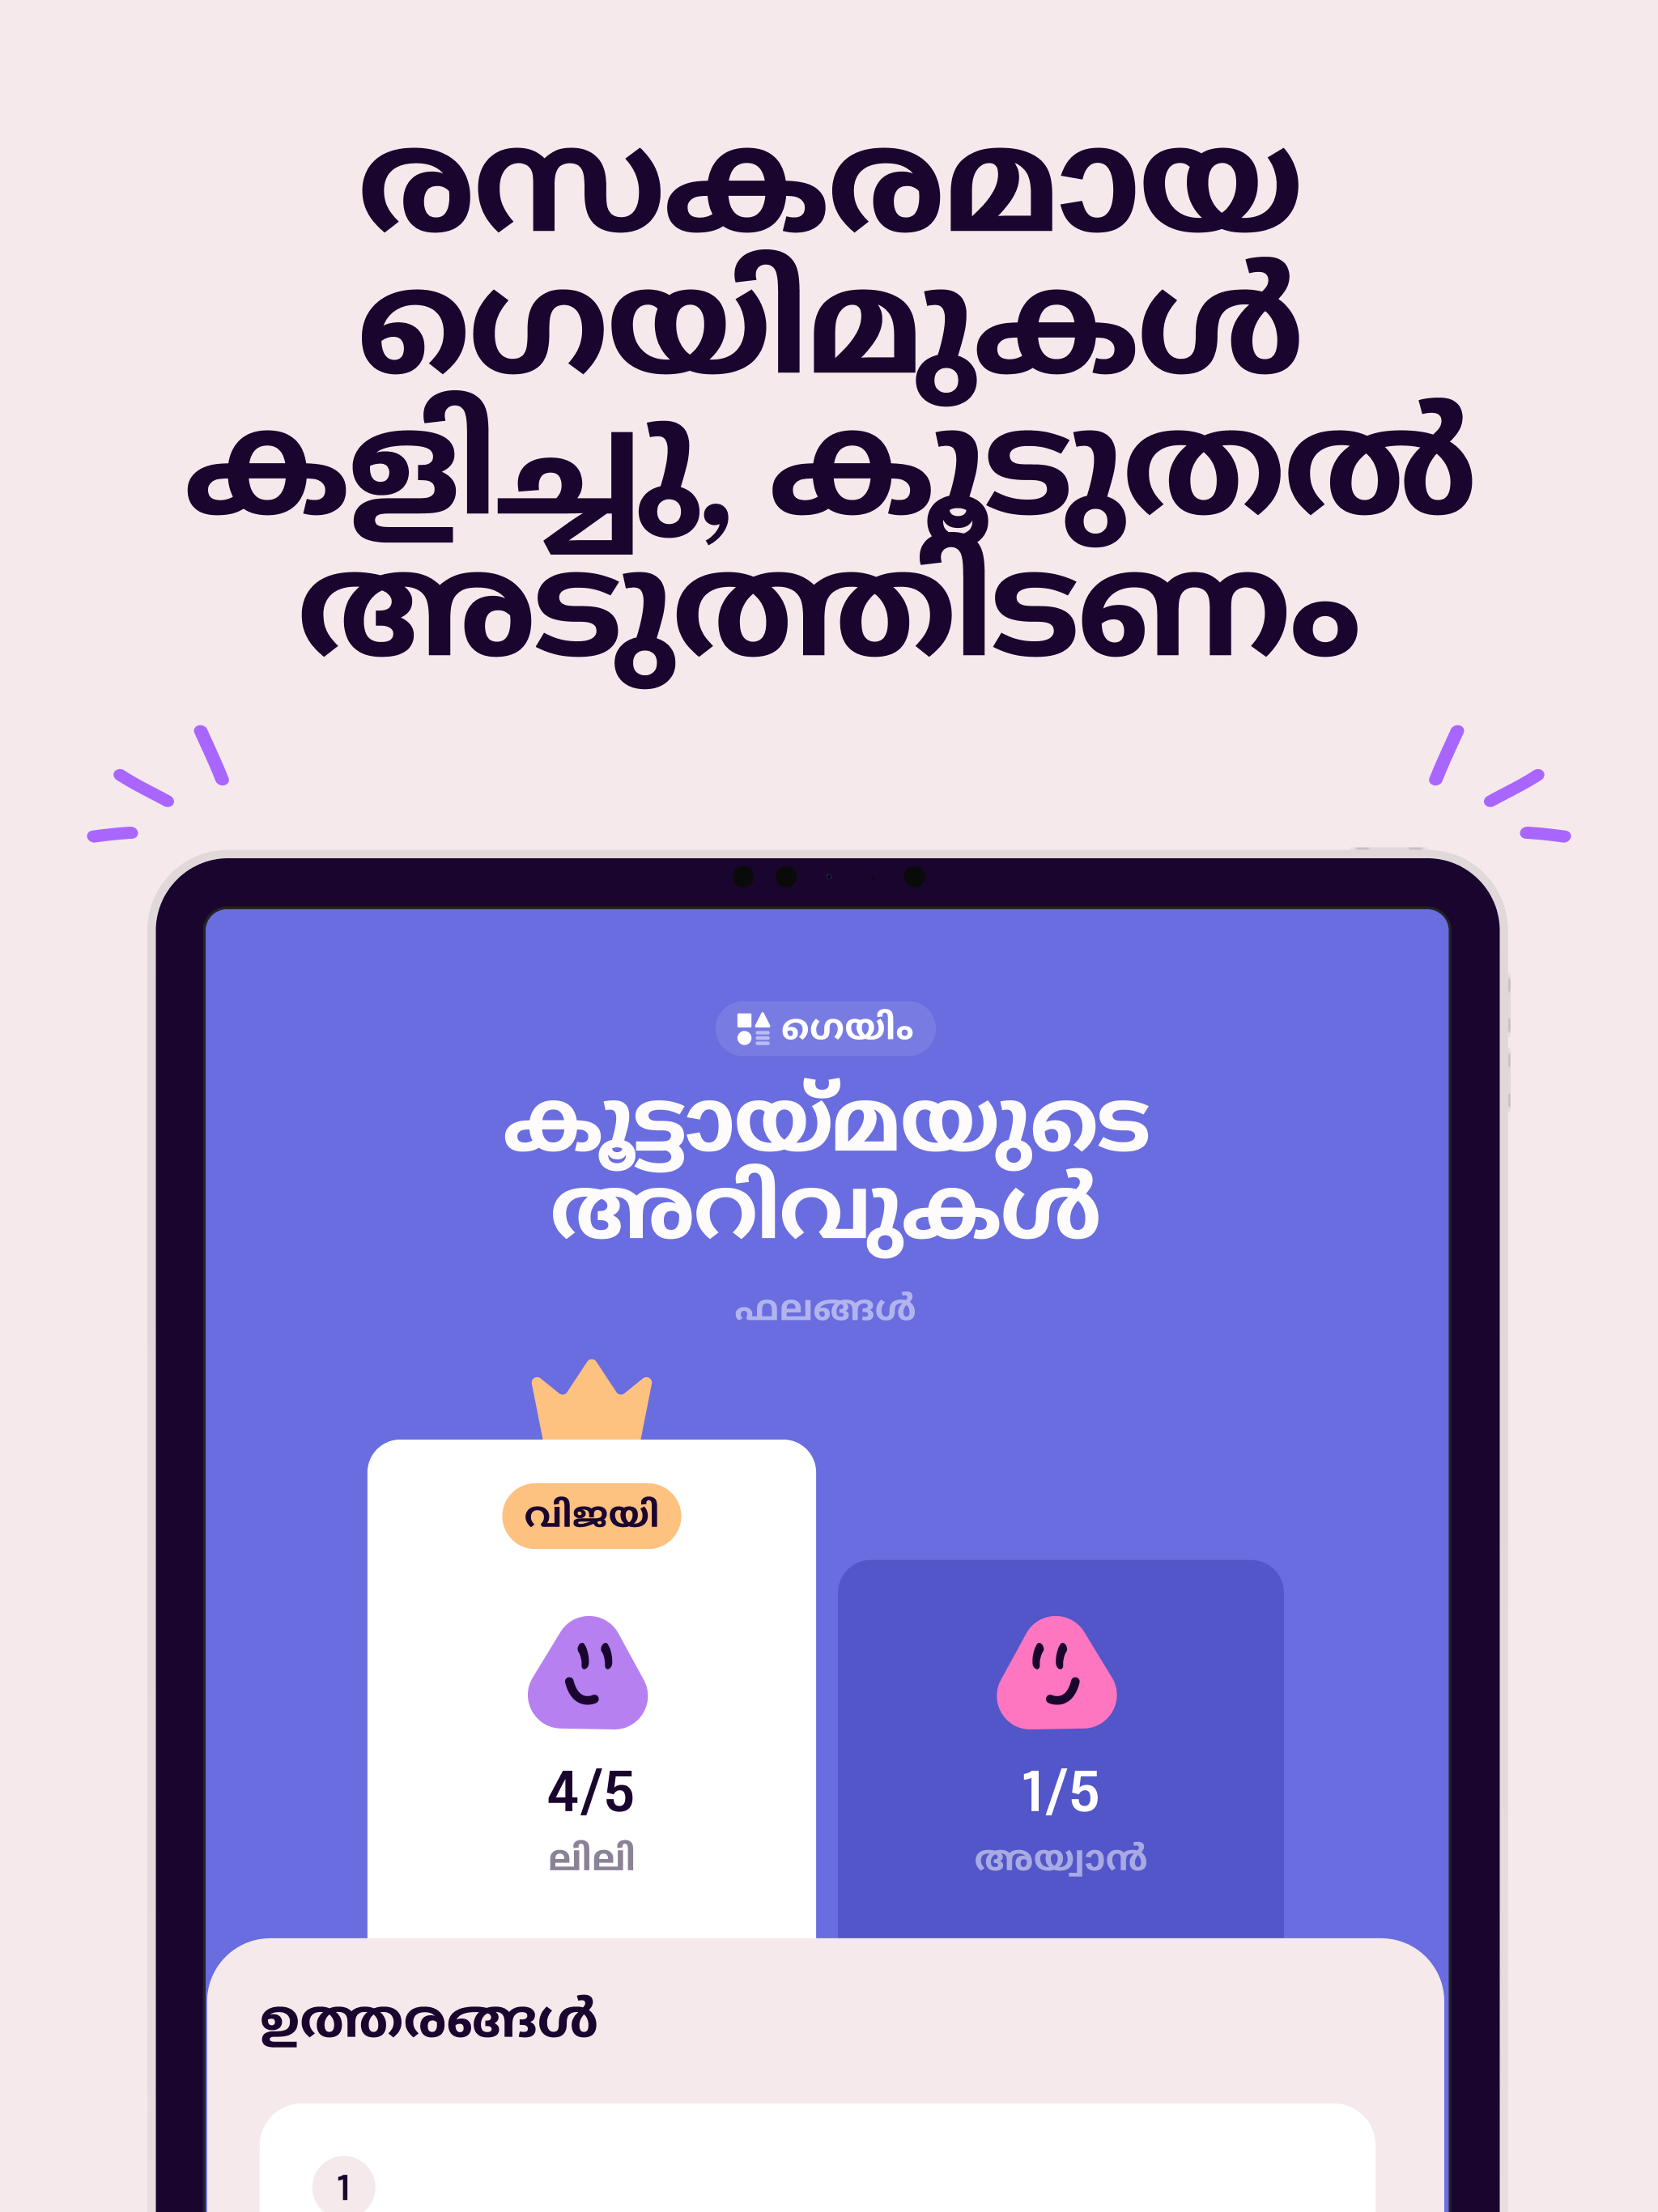 രസകരമായ
ഗെയിമുകൾ
കളിച്ചു, കൂടുതൽ
അടുത്തിടണം
ഗെയിം
കൂട്ടായ്മയുടെ
അറിവുകൾ
ഫലങ്ങൾ
വിജയി
4/5
1/5
ലിലി
അയ്വാൻ
ഉത്തരങ്ങൾ
1